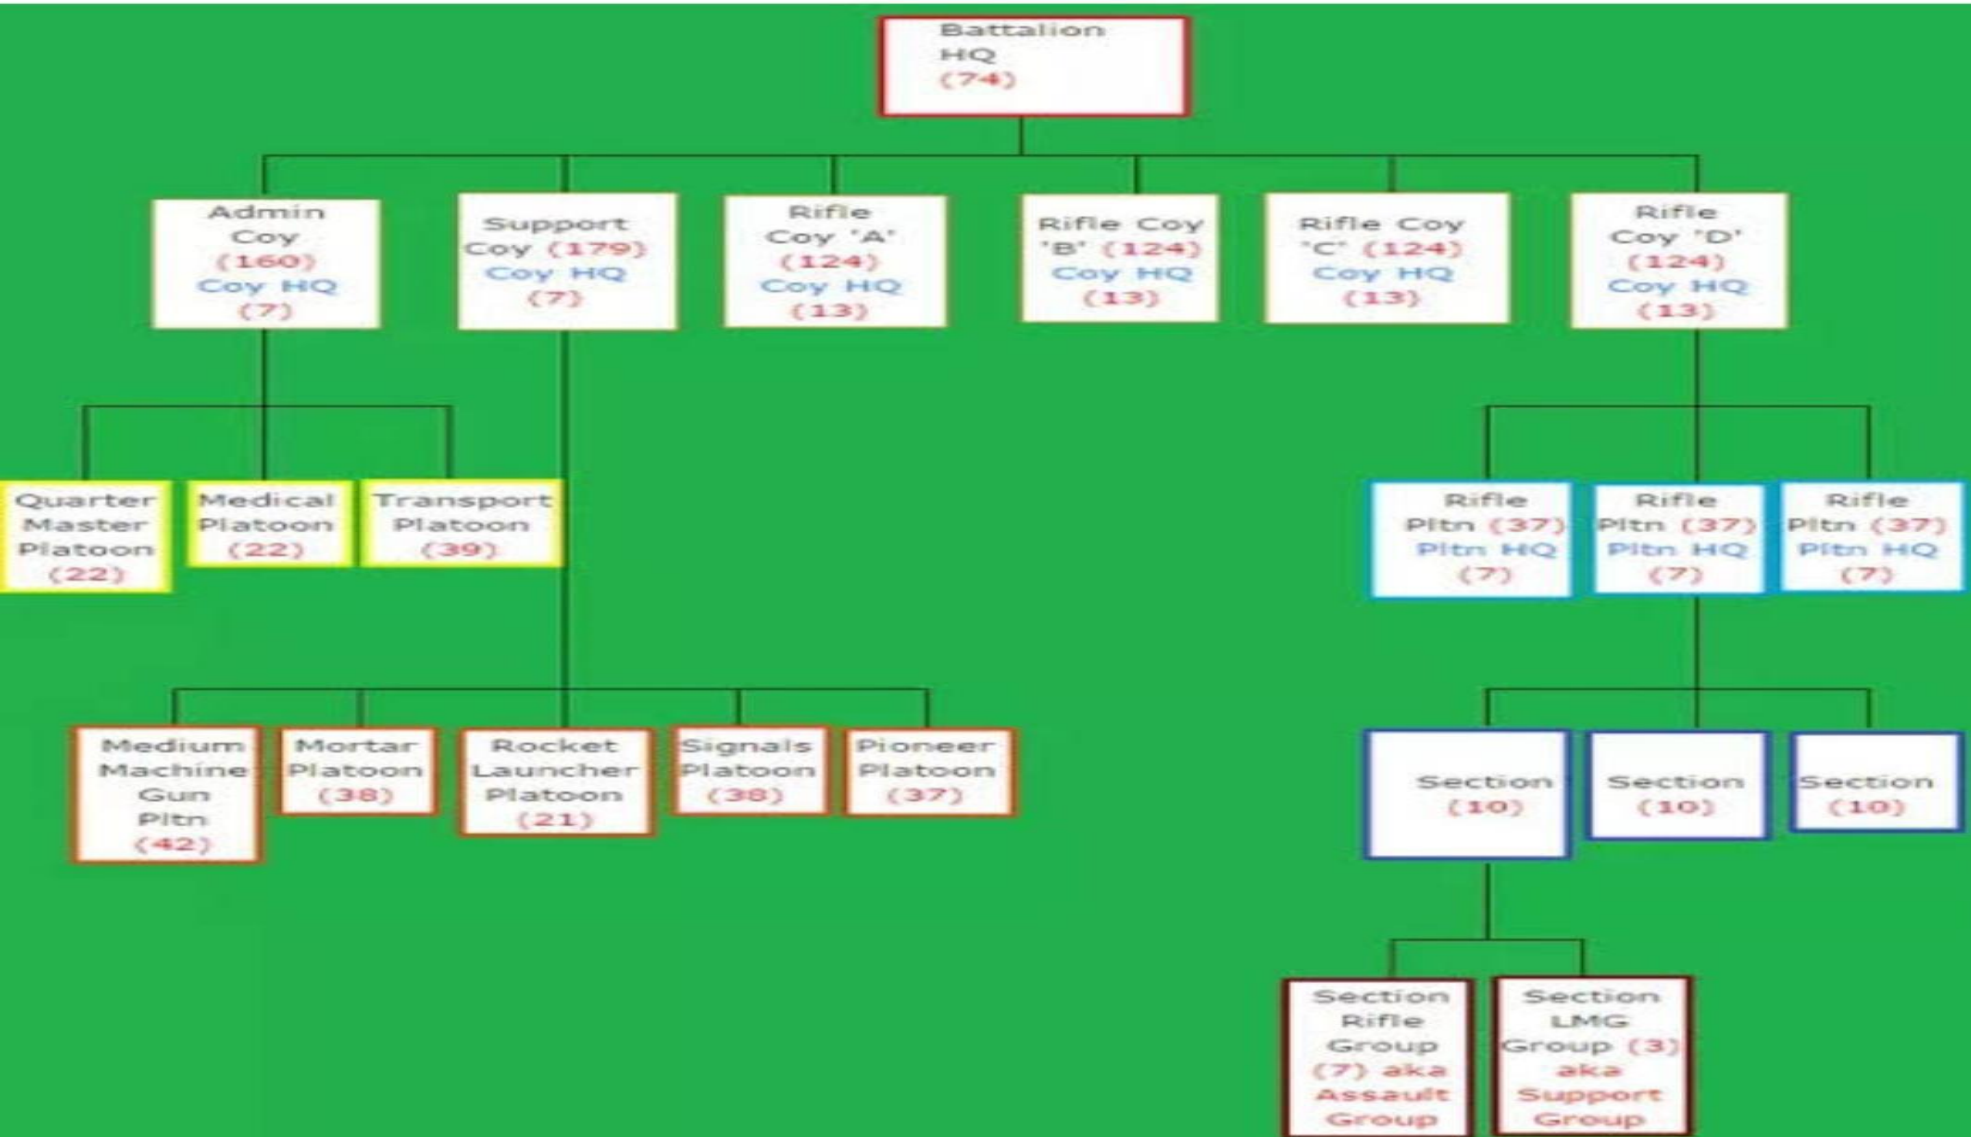 Battalion
HQ
(74)
Admin
Coy
(160)
Coy HQ
(7)
Support
Coy (179)
Coy HQ
(7)
Rifle
Coy 'A'
(124)
Coy HQ
(13)
Rifle Coy
'B' (124)
Coy HQ
(13)
Rifle Coy
'C' (124)
Coy HQ
(13)
Rifle
Coy 'D'
(124)
Coy HQ
(13)
Quarter
Master
Platoon
(22)
Medical
Platoon
(22)
Transport
Platoon
(39)
Rifle
Pltn (37)
Pltn HQ
(7)
Rifle
Pltn (37)
Pltn HQ
(7)
Rifle
Pltn (37)
Pltn HQ
(7)
Medium
Machine
Gun
Pltn
(42)
Mortar
Platoon
(38)
Rocket
Launcher
Platoon
(21)
Signals
Platoon
(38)
Pioneer
Platoon
(37)
Section
(10)
Section
(10)
Section
(10)
Section
Rifle
Group
(7) aka
Assault
Group
Section
LMG
Group (3)
aka
Support
Group